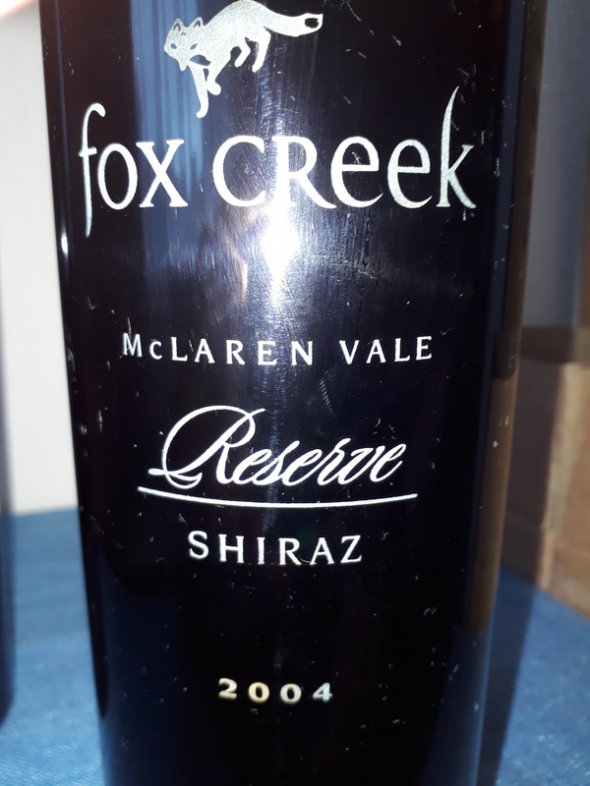 fox CReek
McLAREN VALE
Reserve
SHIRAZ
2004